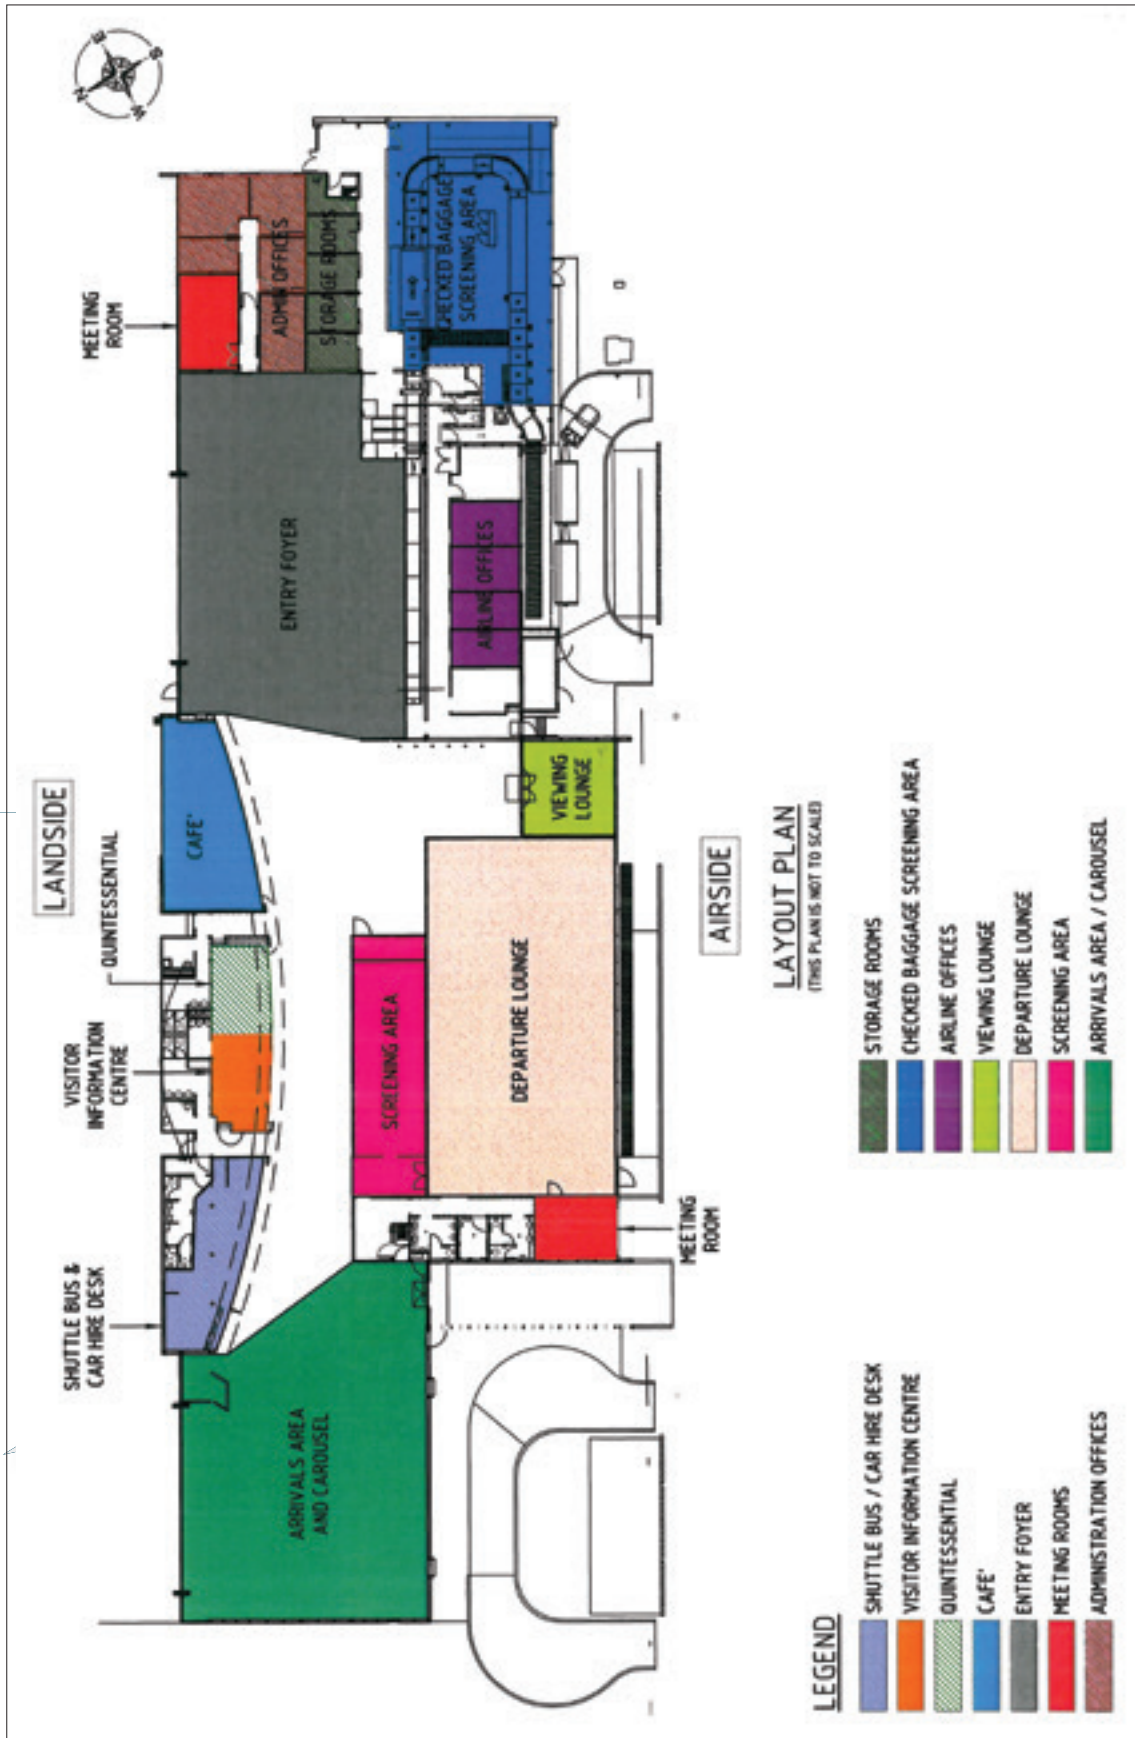 LANDSIDE
SHUTTLE BUS &
CAR HIRE DESK
VISITOR
INFORMATION
CENTRE
QUINTESSENTIAL
MEETING
ROOM
N
E
S
W
ARRIVALS AREA
AND CAROUSEL
CAFE'
ENTRY FOYER
ADMIN OFFICES
STORAGE ROOMS
SCREENING AREA
DEPARTURE LOUNGE
VIEWING
LOUNGE
AIRLINE OFFICES
CHECKED BAGGAGE
SCREENING AREA
MEETING
ROOM
AIRSIDE
LAYOUT PLAN
(THIS PLAN IS NOT TO SCALE)
LEGEND
SHUTTLE BUS / CAR HIRE DESK
VISITOR INFORMATION CENTRE
QUINTESSENTIAL
CAFE'
ENTRY FOYER
MEETING ROOMS
ADMINISTRATION OFFICES
STORAGE ROOMS
CHECKED BAGGAGE SCREENING AREA
AIRLINE OFFICES
VIEWING LOUNGE
DEPARTURE LOUNGE
SCREENING AREA
ARRIVALS AREA / CAROUSEL